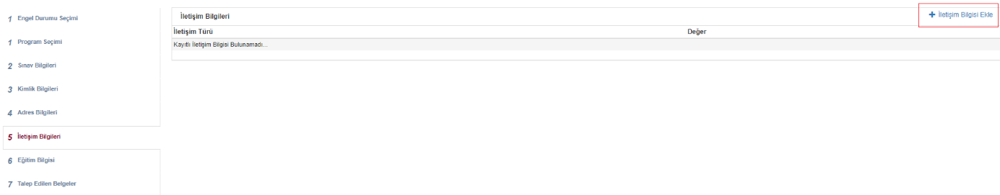 1 Engel Durumu Seçimi
1 Program Seçimi
2 Sınav Bilgileri
3 Kimlik Bilgileri
4 Adres Bilgileri
5 İletişim Bilgileri
6 Eğitim Bilgisi
7 Talep Edilen Belgeler
İletişim Bilgileri
+ İletişim Bilgisi Ekle
İletişim Türü Değer
Kayıtlı İletişim Bilgisi Bulunamadı...